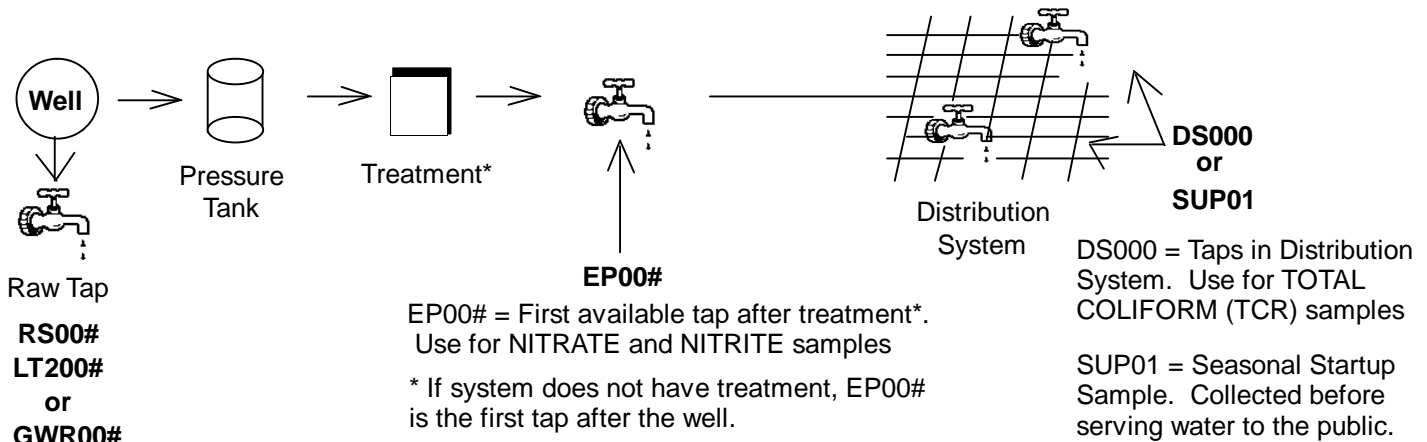 Well
Pressure
Tank
Treatment*
Raw Tap
RS00#
LT200#
or
GWR00#
EP00#
EP00# = First available tap after treatment*.
Use for NITRATE and NITRITE samples
* If system does not have treatment, EP00#
is the first tap after the well.
Distribution
System
DS000
or
SUP01
DS000 = Taps in Distribution
System. Use for TOTAL
COLIFORM (TCR) samples
SUP01 = Seasonal Startup
Sample. Collected before
serving water to the public.